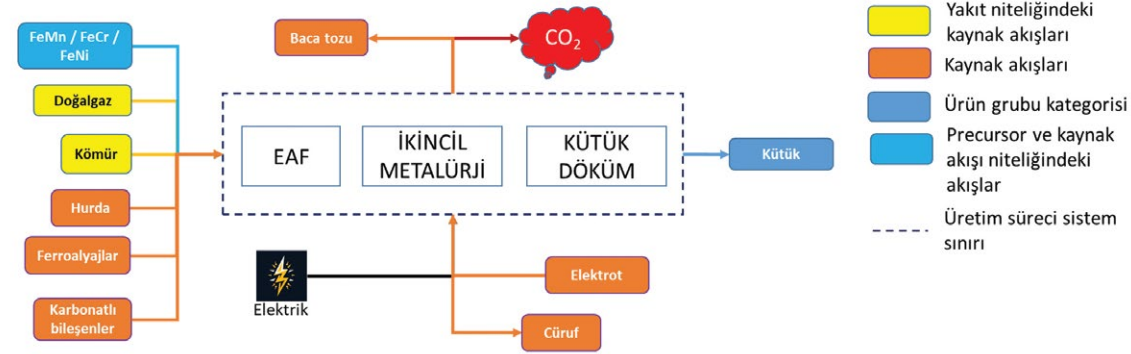 FeMn / FeCr /
FeNi
Doğalgaz
Kömür
Hurda
Ferroalyajlar
Karbonatlı
bileşenler
Baca tozu
CO₂
EAF
İKİNCİL
METALÜRJİ
KÜTÜK
DÖKÜM
Kütük
Elektrik
Elektrot
Cüruf
Yakıt niteliğindeki
kaynak akışları
Kaynak akışları
Ürün grubu kategorisi
Precursor ve kaynak
akışı niteliğindeki
akışlar
Üretim süreci sistem
sınırı